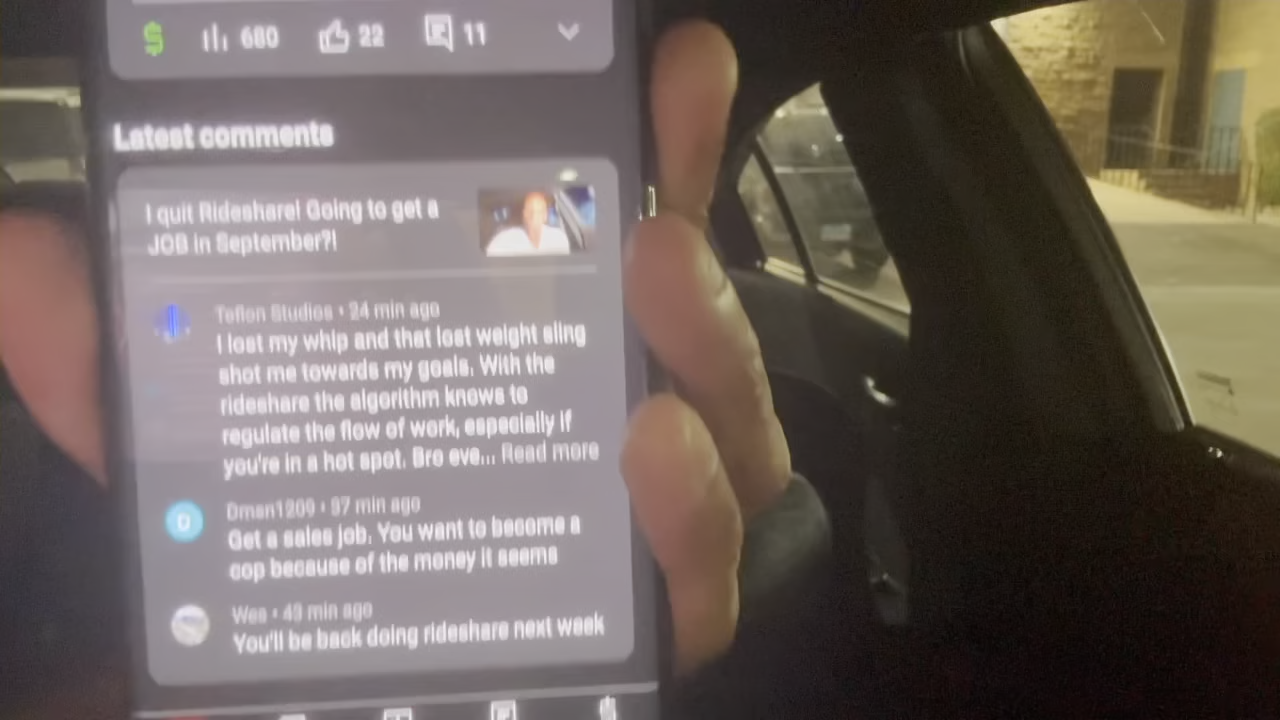 $ 680 22 11
Latest comments
I quit Rideshare! Going to get a
JOB in September?!
Teflon Studios • 24 min ago
I lost my whip and that lost weight sling
shot me towards my goals. With the
rideshare the algorithm knows to
regulate the flow of work, especially if
you're in a hot spot. Bro eve... Read more
D
Dman1209 • 37 min ago
Get a sales job. You want to become a
cop because of the money it seems
Wes • 43 min ago
You'll be back doing rideshare next week